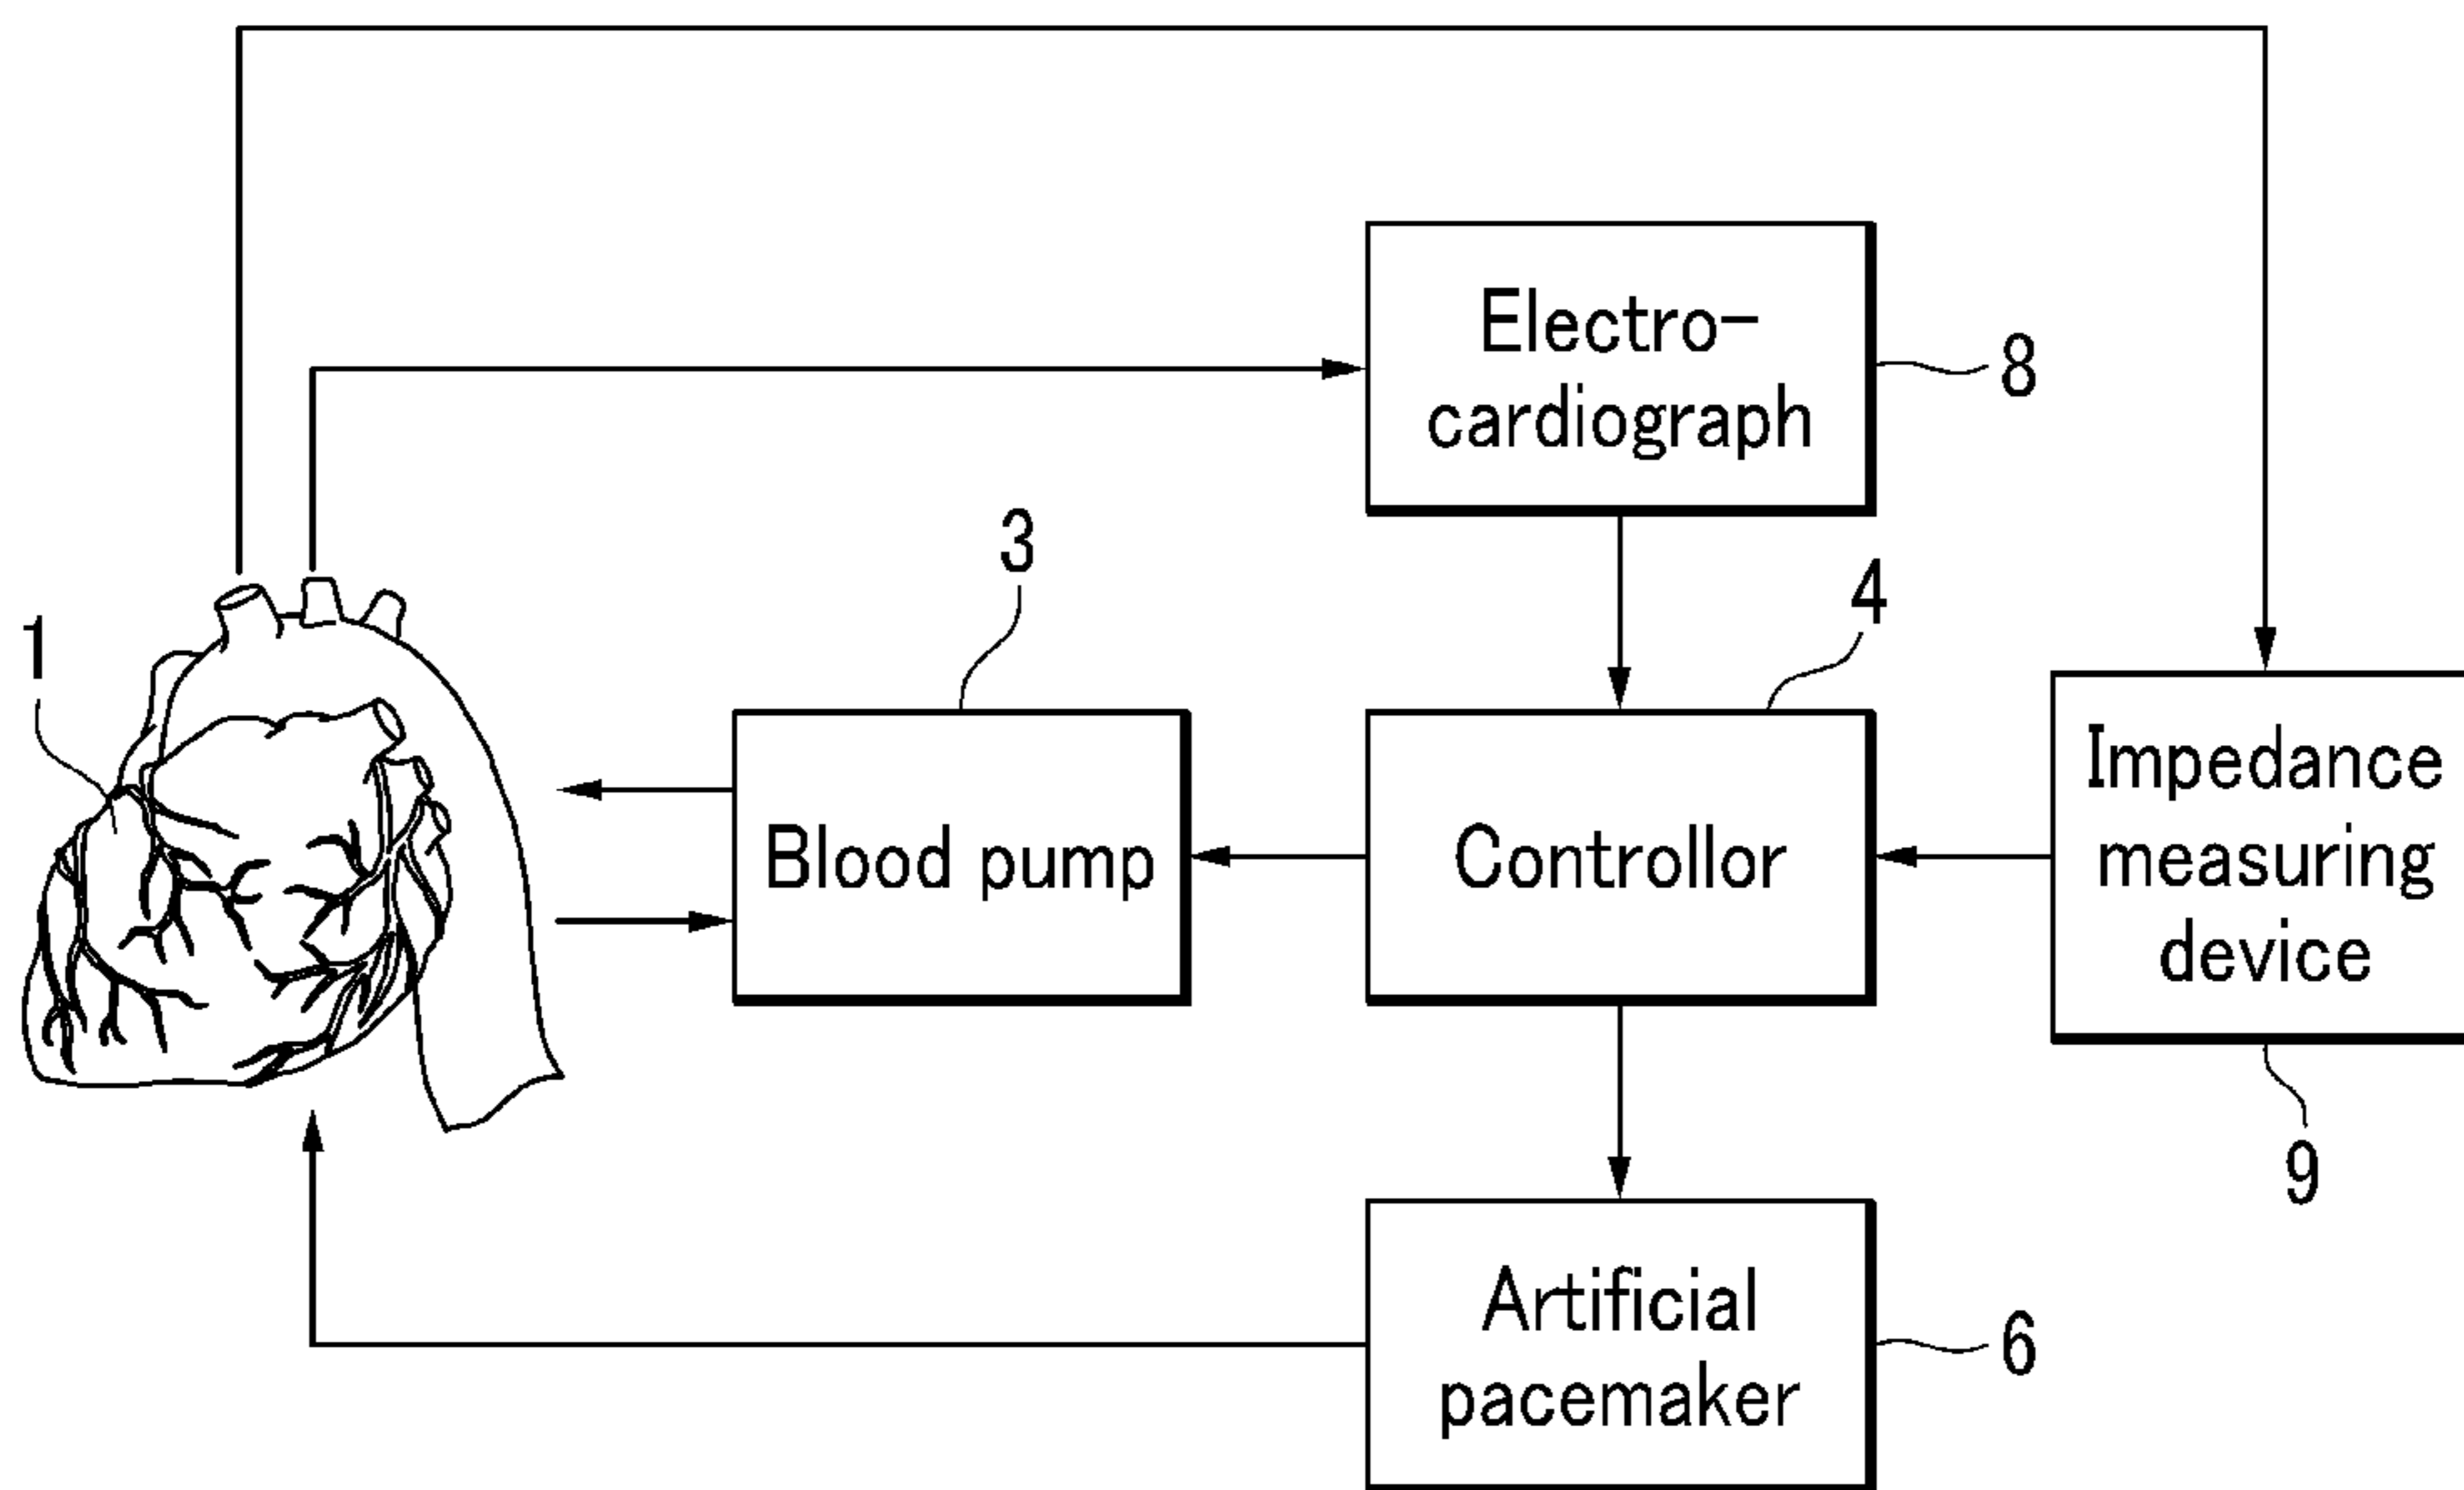 Electro-
cardiograph
8
3
4
1
Blood pump
Controllor
Impedance
measuring
device
9
Artificial
pacemaker
6